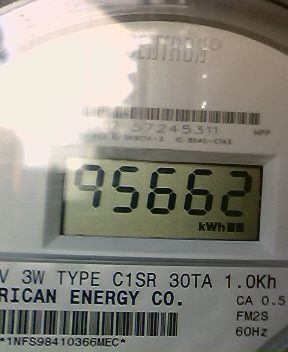 CENTRON®
57245311 HPP
95662
kWh
V 3W TYPE C1SR 30TA 1.0Kh
RICAN ENERGY CO. CA 0.5
FM2S
*1NFS98410366MEC* 60Hz